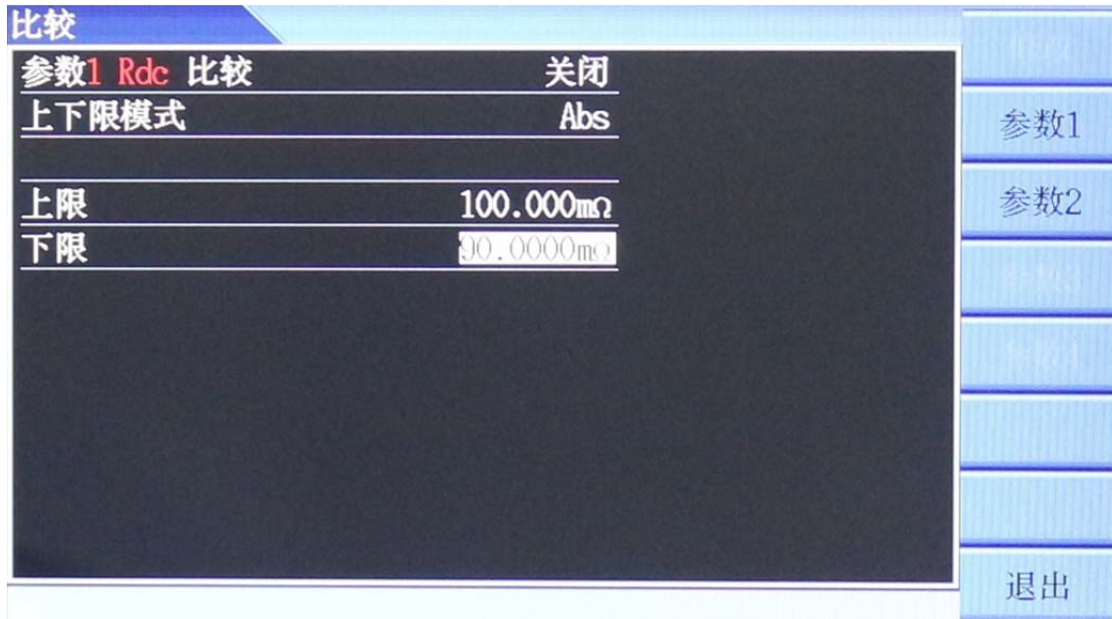 比较
参数1 Rdc 比较 关闭
上下限模式 Abs
上限 100.000mΩ
下限 90.0000mΩ
参数1
参数2
退出